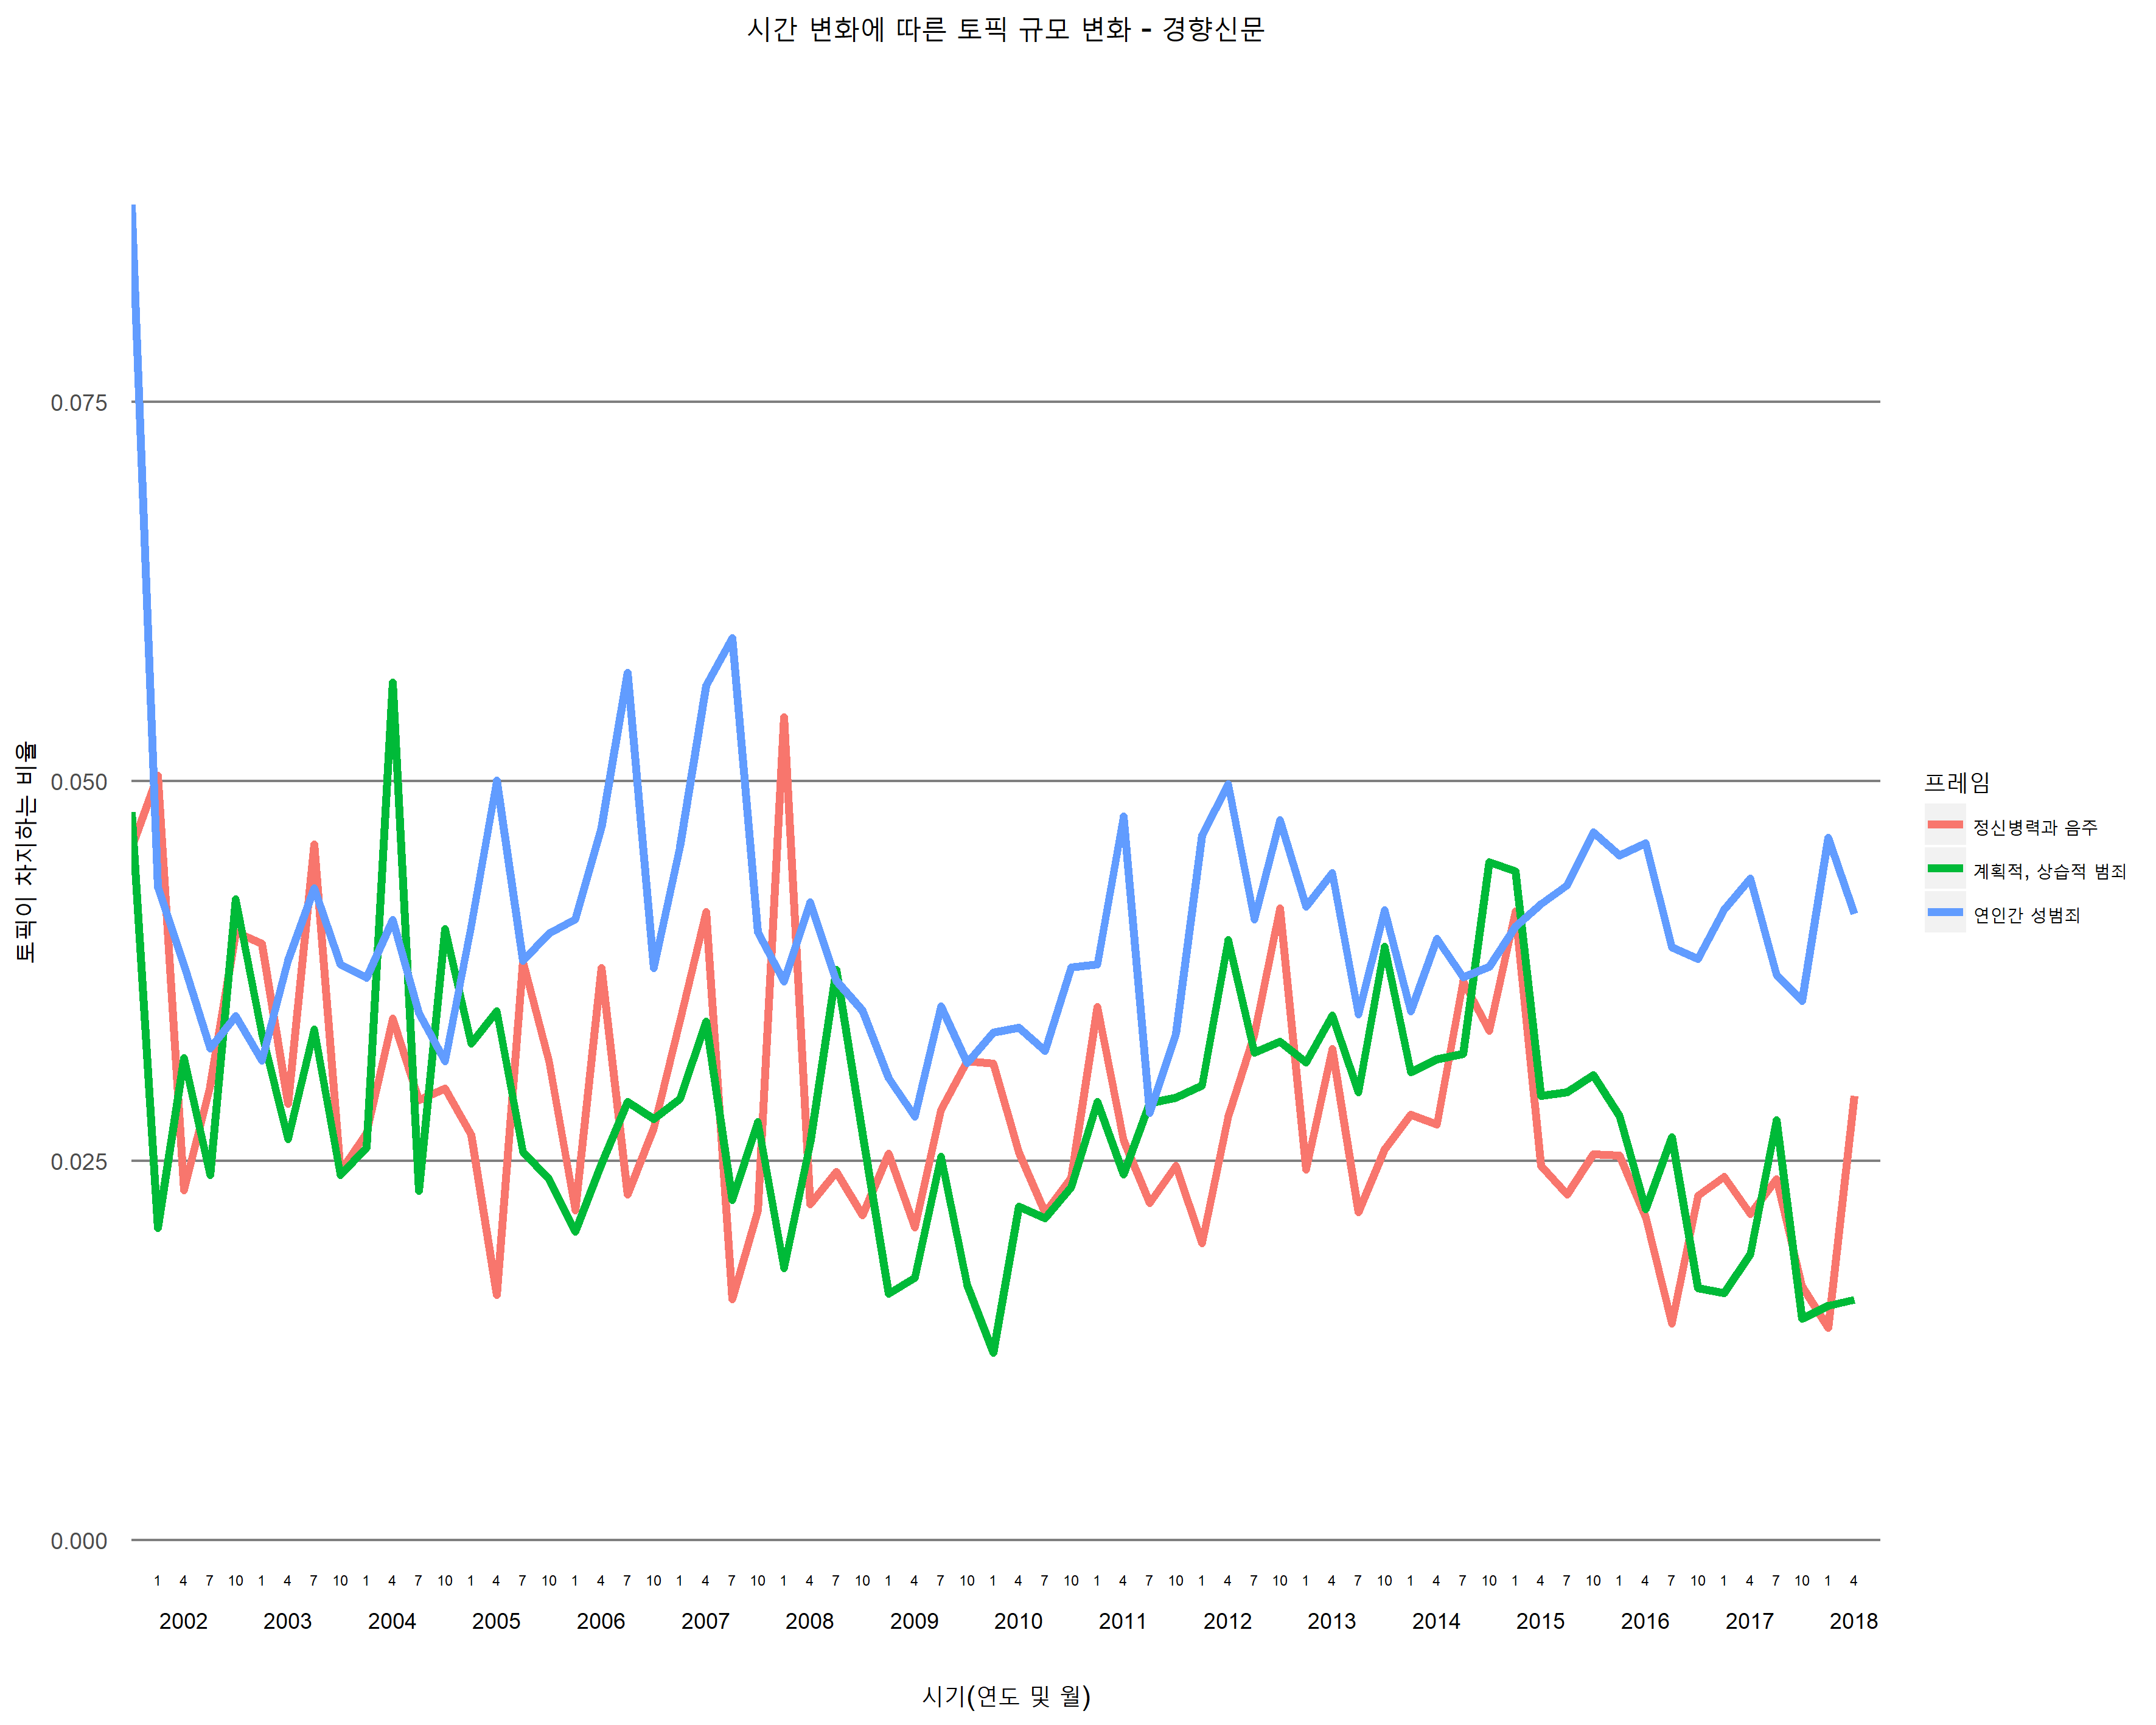 시간 변화에 따른 토픽 규모 변화 - 경향신문
토픽이 차지하는 비율
0.075
0.050
0.025
0.000
프레임
정신병력과 음주
계획적, 상습적 범죄
연인간 성범죄
1 4 7 10 1 4 7 10 1 4 7 10 1 4 7 10 1 4 7 10 1 4 7 10 1 4 7 10 1 4 7 10 1 4 7 10 1 4 7 10 1 4 7 10 1 4 7 10 1 4 7 10 1 4 7 10 1 4 7 10 1 4 7 10 1 4
2002 2003 2004 2005 2006 2007 2008 2009 2010 2011 2012 2013 2014 2015 2016 2017 2018
시기(연도 및 월)